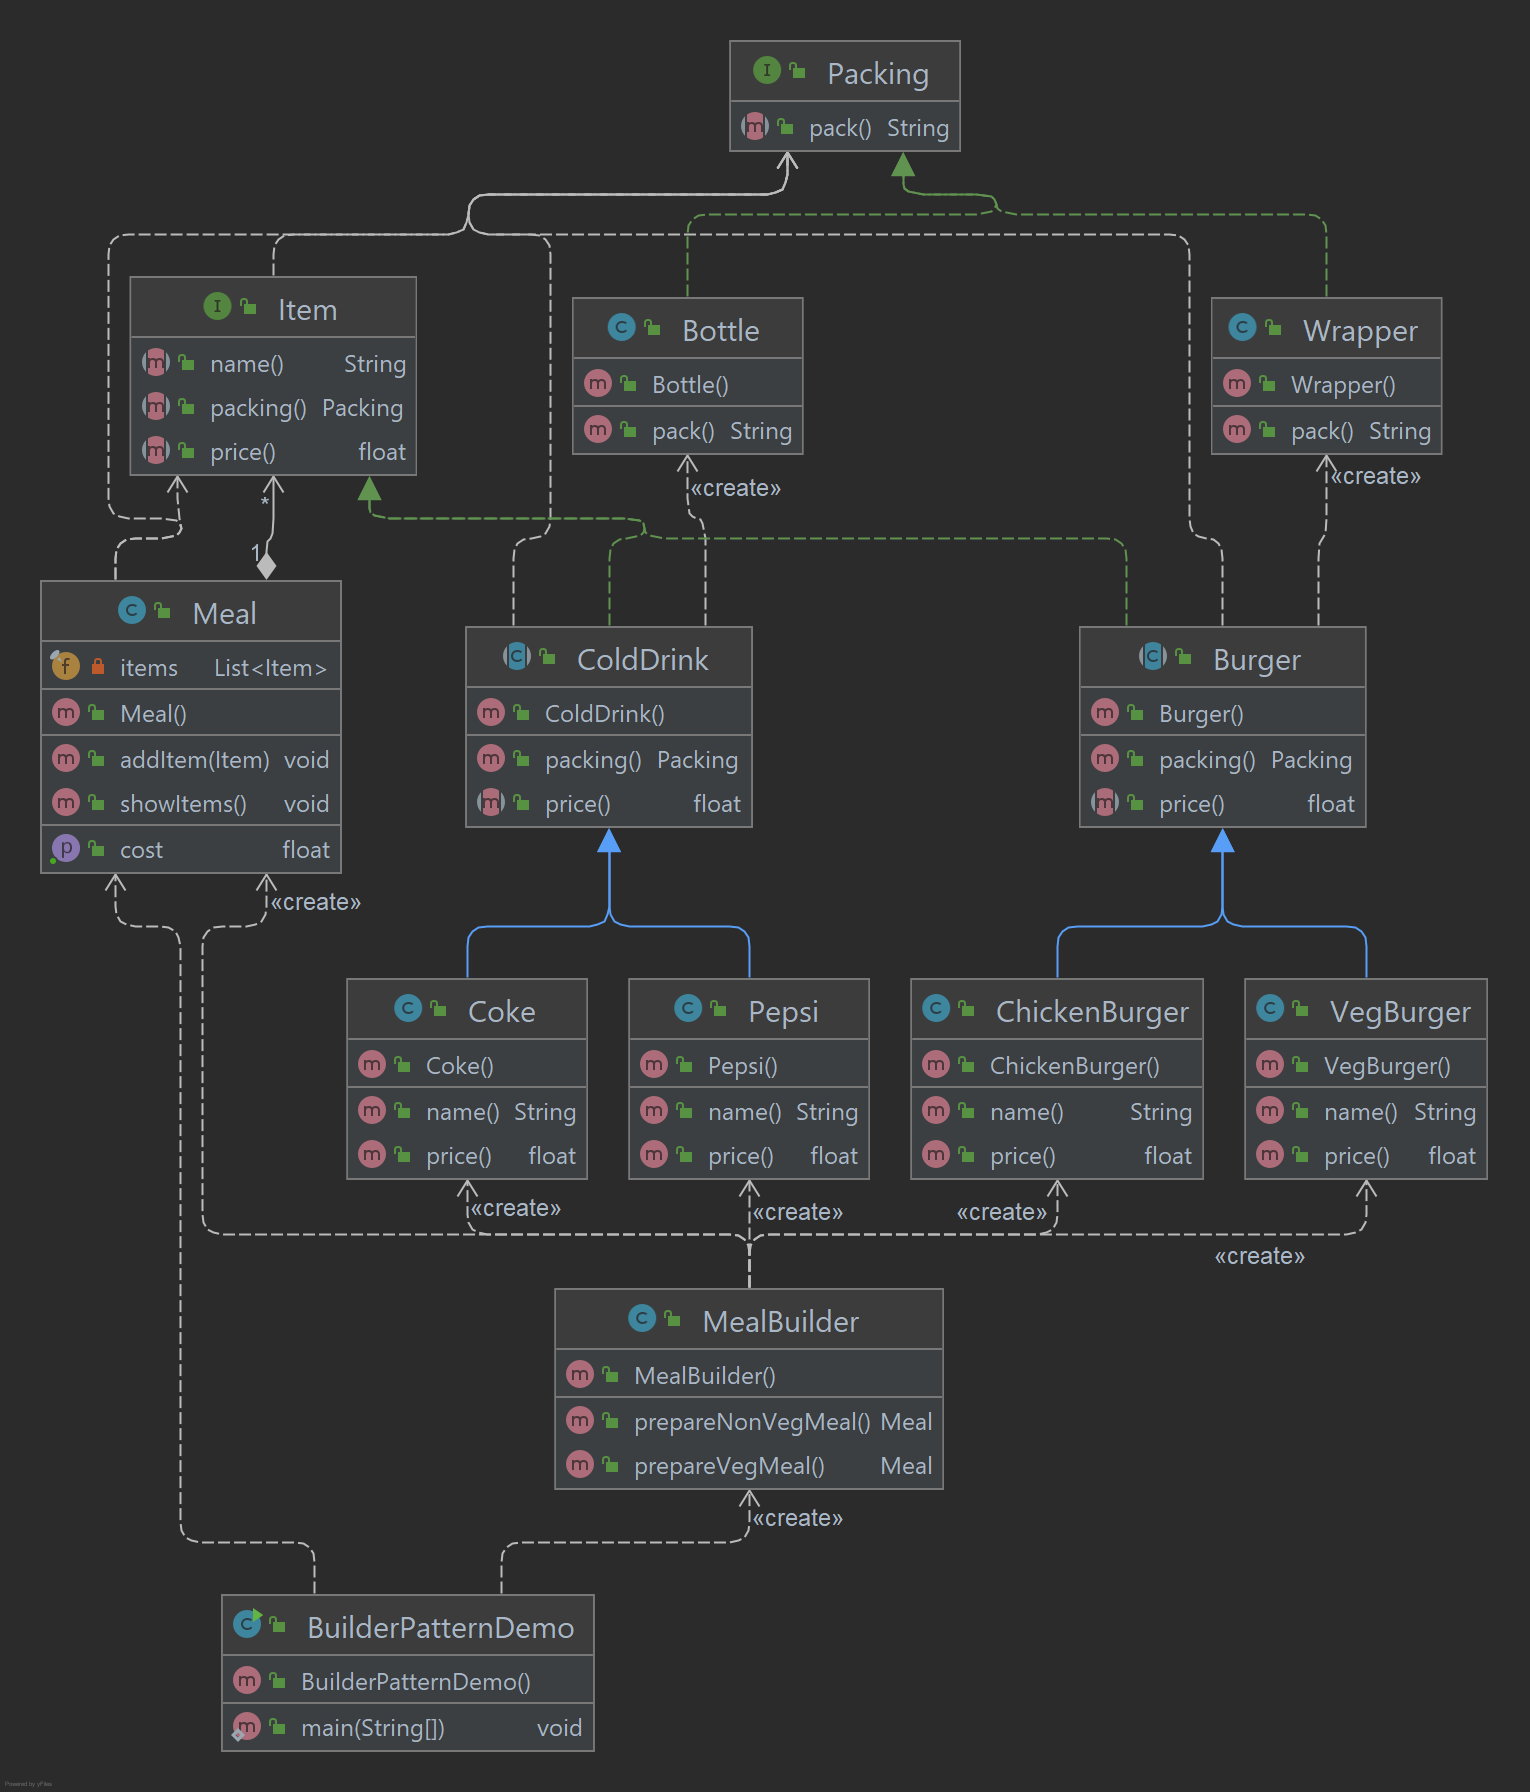 Packing
pack() String
Item
name() String
packing() Packing
price() float
Bottle
Bottle()
pack() String
Wrapper
Wrapper()
pack() String
«create»
«create»
*
1
Meal
items List<Item>
Meal()
addItem(Item) void
showItems() void
cost float
ColdDrink
ColdDrink()
packing() Packing
price() float
Burger
Burger()
packing() Packing
price() float
«create»
Coke
Coke()
name() String
price() float
Pepsi
Pepsi()
name() String
price() float
ChickenBurger
ChickenBurger()
name() String
price() float
VegBurger
VegBurger()
name() String
price() float
«create»
«create»
«create»
«create»
MealBuilder
MealBuilder()
prepareNonVegMeal() Meal
prepareVegMeal() Meal
«create»
BuilderPatternDemo
BuilderPatternDemo()
main(String[]) void
Powered by yFiles